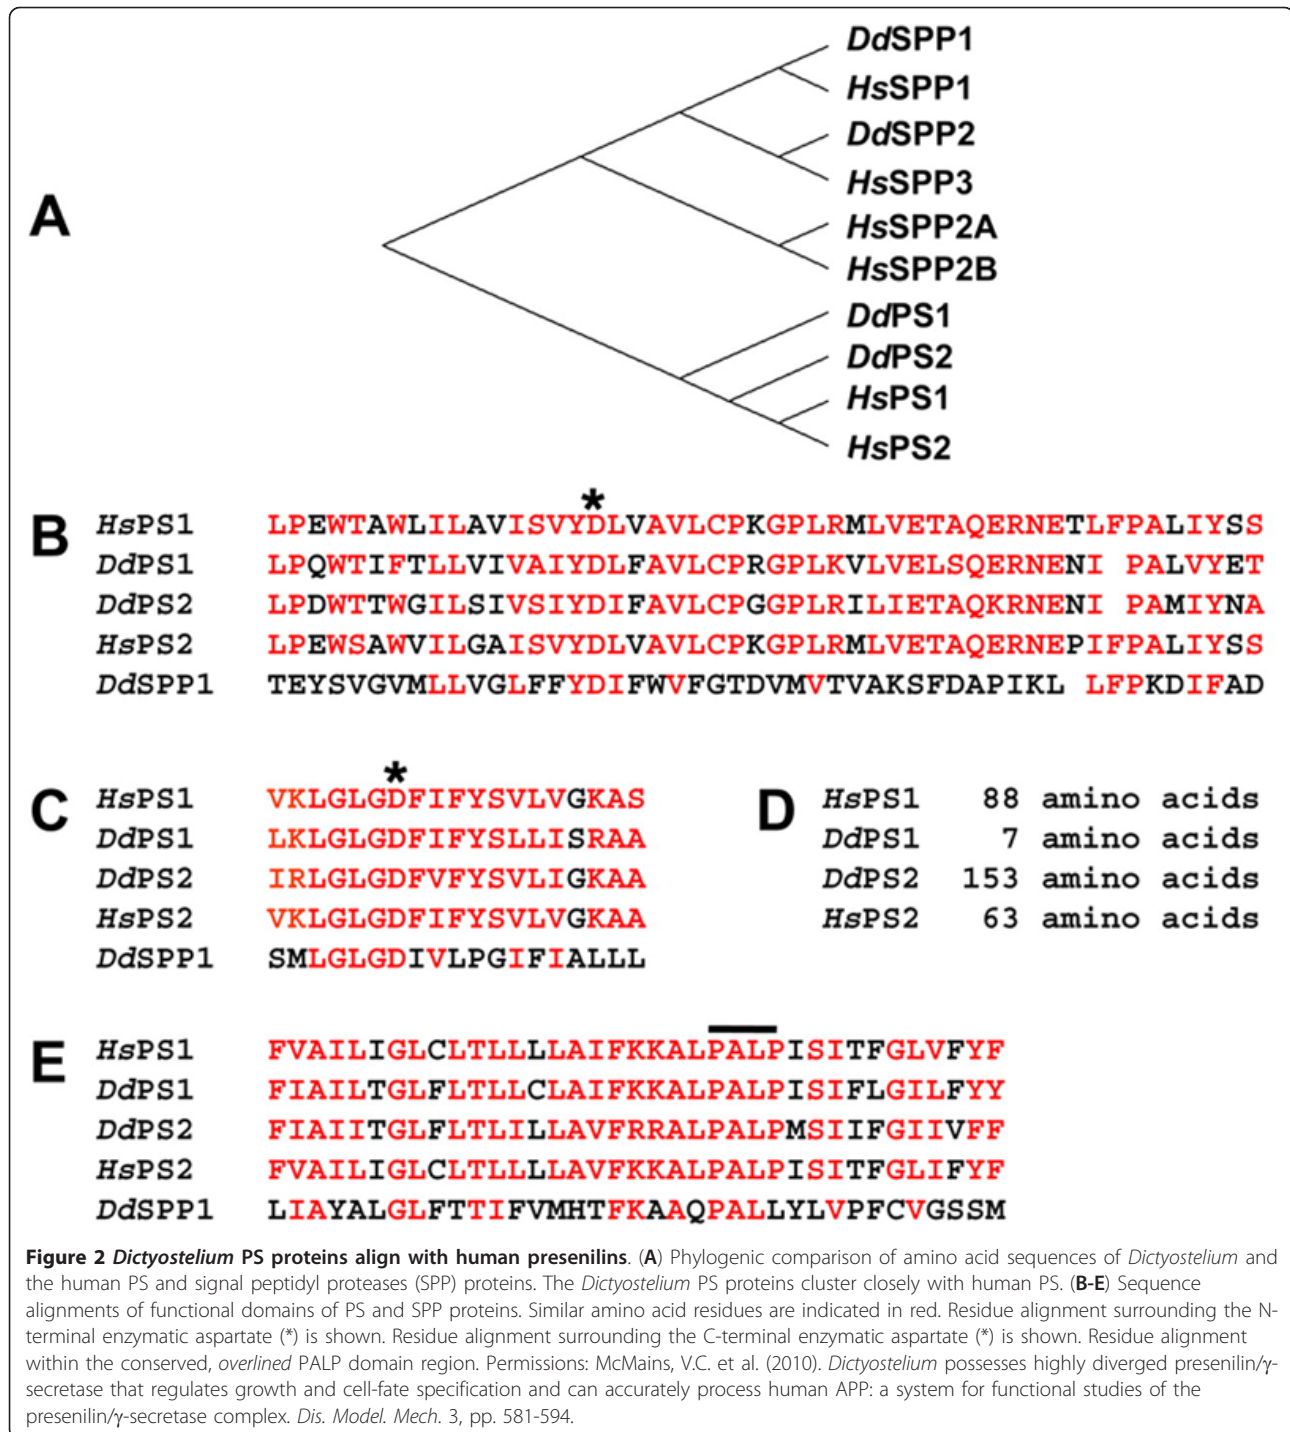 A
DdSPP1
HsSPP1
DdSPP2
HsSPP3
HsSPP2A
HsSPP2B
DdPS1
DdPS2
HsPS1
HsPS2
B
*
HsPS1 LPEWTAWLILAVISVYDLVAVLCPKGPLRMLVETAQERNETLFPALIYSS
DdPS1 LPQWTIFTLLVIVAIYDLFAVLCPRGPLKVLVELSQERNENI PALVYET
DdPS2 LPDWTTWGILSIVSIYDIFAVLCPGGPLRILIETAQKRNENI PAMIYNA
HsPS2 LPEWSAWVILGAISVYDLVAVLCPKGPLRMLVETAQERNEPIFPALIYSS
DdSPP1 TEYSVGVMLLVGLFFYDIFWVFGTDVMVTVAKSFDAPIKL LFPKDIFAD
C
*
HsPS1 VKLGLGDFIFYSVLVGKAS
DdPS1 LKLGLGDFIFYSLLISRAA
DdPS2 IRLGLGDFVFYSVLIGKAA
HsPS2 VKLGLGDFIFYSVLVGKAA
DdSPP1 SMLGLGDIVLPGIFIALLL
D
HsPS1 88 amino acids
DdPS1 7 amino acids
DdPS2 153 amino acids
HsPS2 63 amino acids
E
HsPS1 FVAILIGLCLTLLLLAIFKKALPALPISITFGLVFYF
DdPS1 FIAILTGLFLTLLCLAIFKKALPALPISIFLGILFYY
DdPS2 FIAIITGLFLTLILLAVFRRALPALPMSIIFGIIVFF
HsPS2 FVAILIGLCLTLLLLAVFKKALPALPISITFGLIFYF
DdSPP1 LIAYALGLFTTIFVMHTFKAAQPALLYLVPFCVGSSM
Figure 2 Dictyostelium PS proteins align with human presenilins. (A) Phylogenic comparison of amino acid sequences of Dictyostelium and
the human PS and signal peptidyl proteases (SPP) proteins. The Dictyostelium PS proteins cluster closely with human PS. (B-E) Sequence
alignments of functional domains of PS and SPP proteins. Similar amino acid residues are indicated in red. Residue alignment surrounding the N-
terminal enzymatic aspartate (*) is shown. Residue alignment surrounding the C-terminal enzymatic aspartate (*) is shown. Residue alignment
within the conserved, overlined PALP domain region. Permissions: McMains, V.C. et al. (2010). Dictyostelium possesses highly diverged presenilin/γ-
secretase that regulates growth and cell-fate specification and can accurately process human APP: a system for functional studies of the
presenilin/γ-secretase complex. Dis. Model. Mech. 3, pp. 581-594.